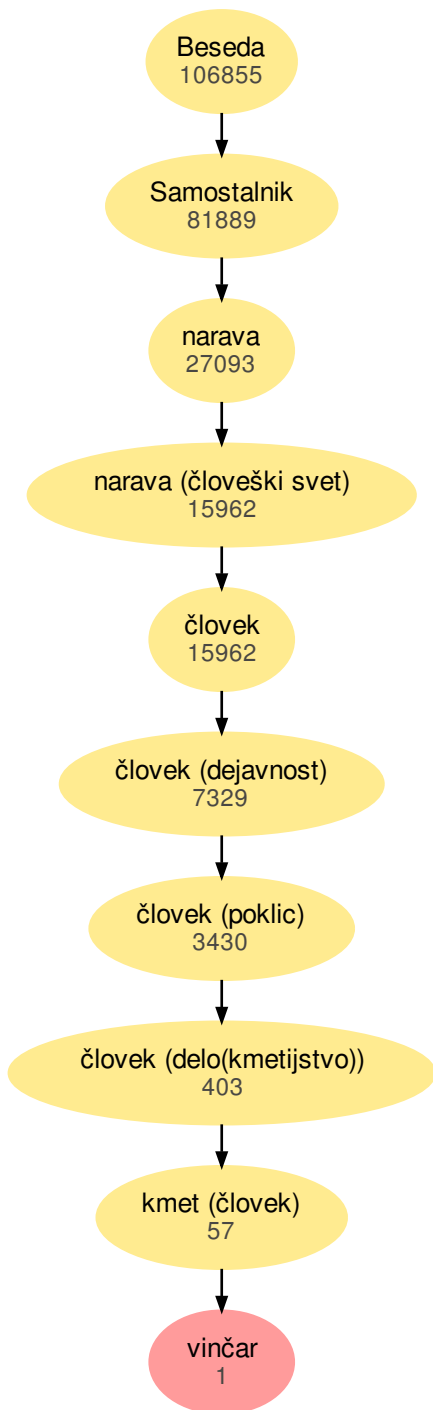 Beseda
106855
Samostalnik
81889
narava
27093
narava (človeški svet)
15962
človek
15962
človek (dejavnost)
7329
človek (poklic)
3430
človek (delo(kmetijstvo))
403
kmet (človek)
57
vinčar
1